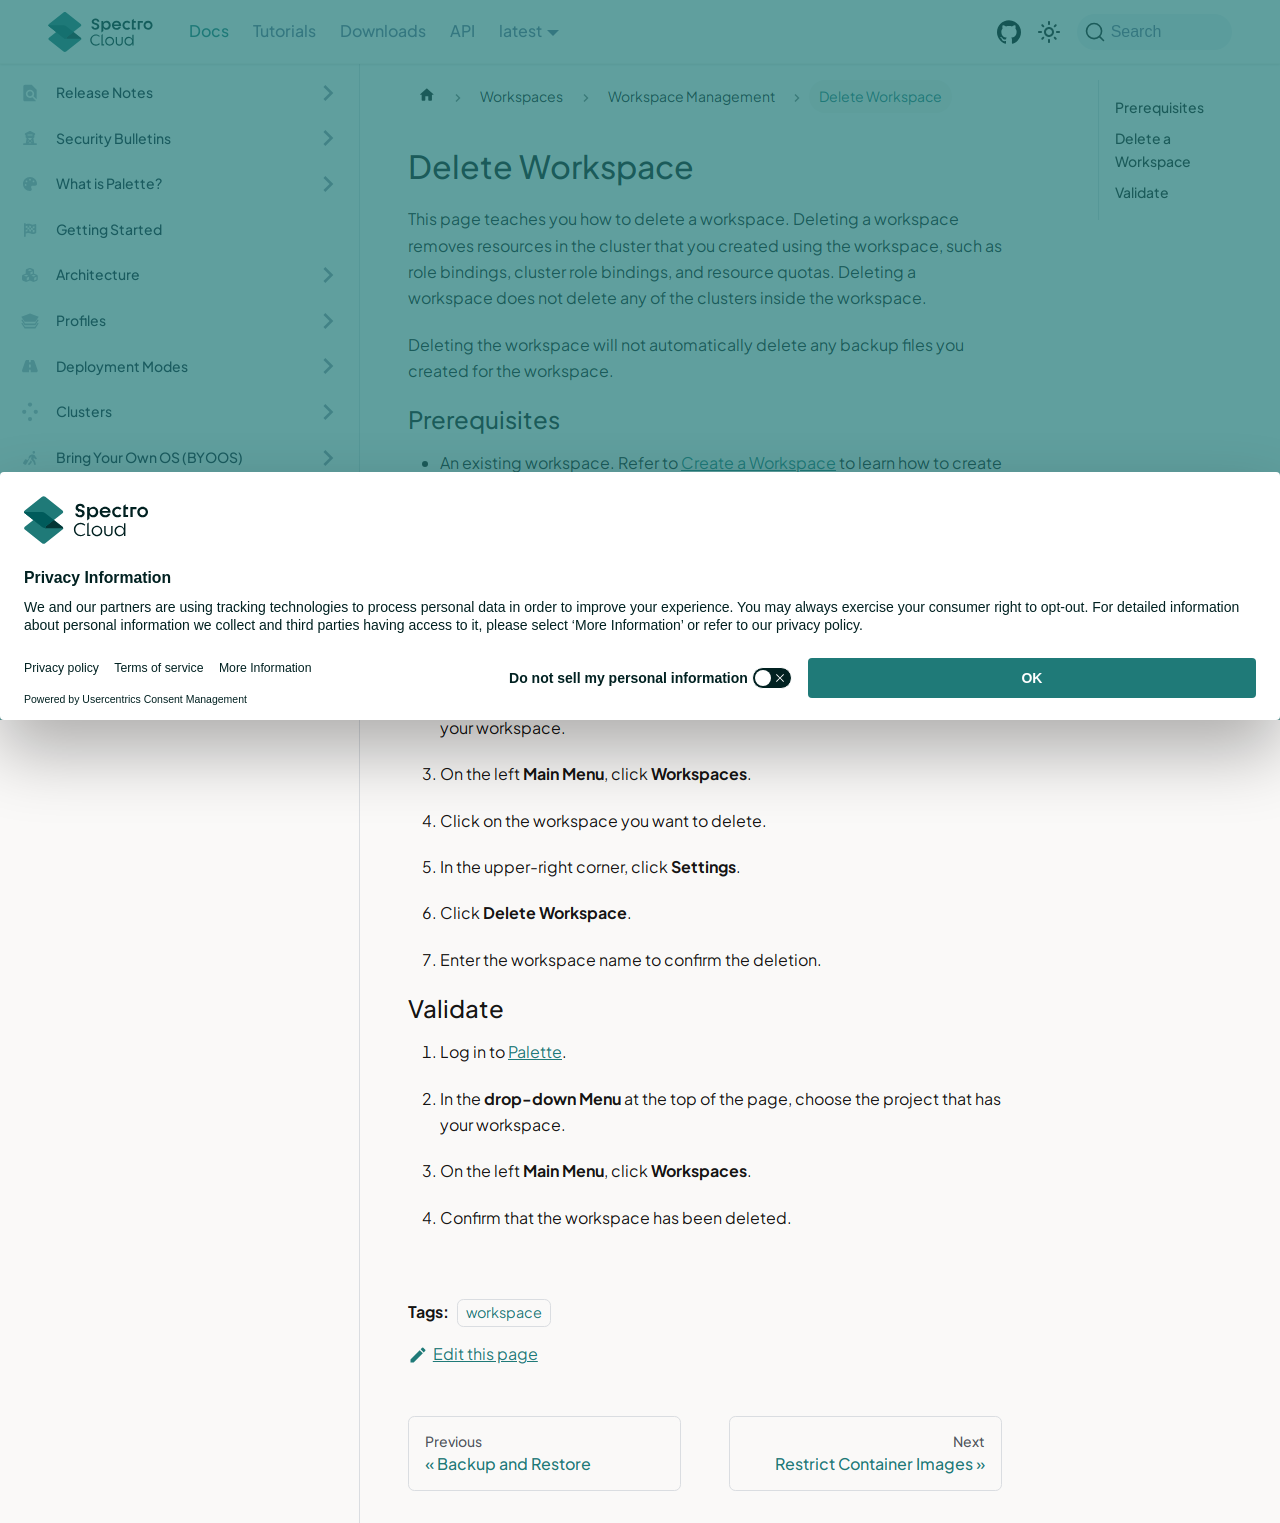 Spectro Cloud
Docs
Tutorials
Downloads
API
latest
Search
Release Notes
Security Bulletins
What is Palette?
Getting Started
Architecture
Profiles
Deployment Modes
Clusters
Bring Your Own OS (BYOOS)
Workspaces
Workspace Management
Delete Workspace
Prerequisites
Delete a
Workspace
Validate
Delete Workspace
This page teaches you how to delete a workspace. Deleting a workspace
removes resources in the cluster that you created using the workspace, such as
role bindings, cluster role bindings, and resource quotas. Deleting a
workspace does not delete any of the clusters inside the workspace.
Deleting the workspace will not automatically delete any backup files you
created for the workspace.
Prerequisites
• An existing workspace. Refer to Create a Workspace to learn how to create
Spectro
Cloud
Privacy Information
We and our partners are using tracking technologies to process personal data in order to improve your experience. You may always exercise your consumer right to opt-out. For detailed information
about personal information we collect and third parties having access to it, please select ‘More Information’ or refer to our privacy policy.
Privacy policy
Terms of service
More Information
Powered by Usercentrics Consent Management
Do not sell my personal information
OK
your workspace.
3. On the left Main Menu, click Workspaces.
4. Click on the workspace you want to delete.
5. In the upper-right corner, click Settings.
6. Click Delete Workspace.
7. Enter the workspace name to confirm the deletion.
Validate
1. Log in to Palette.
2. In the drop-down Menu at the top of the page, choose the project that has
your workspace.
3. On the left Main Menu, click Workspaces.
4. Confirm that the workspace has been deleted.
Tags: workspace
Edit this page
Previous
« Backup and Restore
Next
Restrict Container Images »